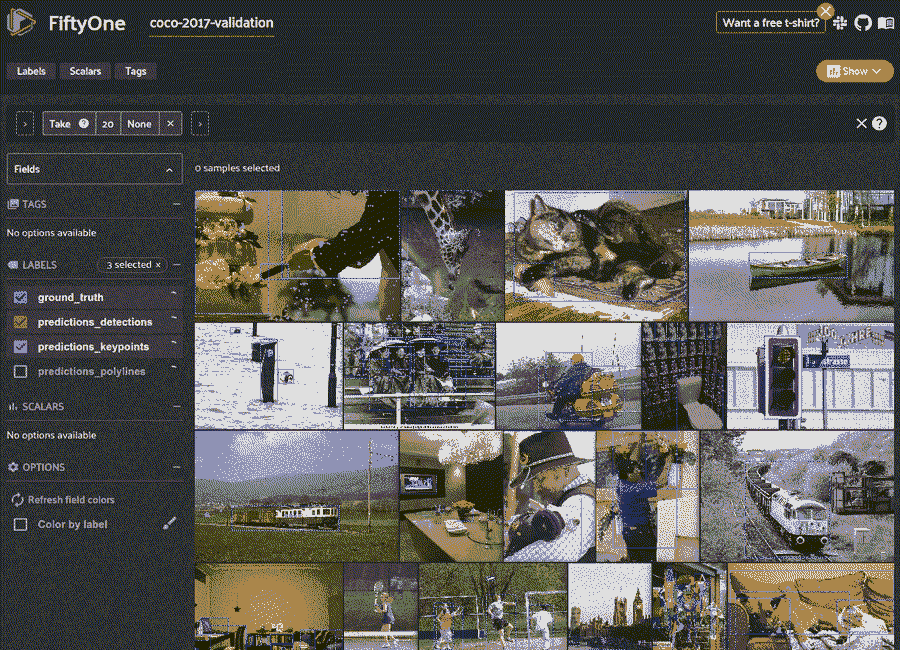 FiftyOne
coco-2017-validation
Want a free t-shirt?
Labels
Scalars
Tags
Show
Take
20
None
Fields
0 samples selected
TAGS
No options available
LABELS
3 selected ×
ground_truth
predictions_detections
predictions_keypoints
predictions_polylines
SCALARS
No options available
OPTIONS
Refresh field colors
Color by label